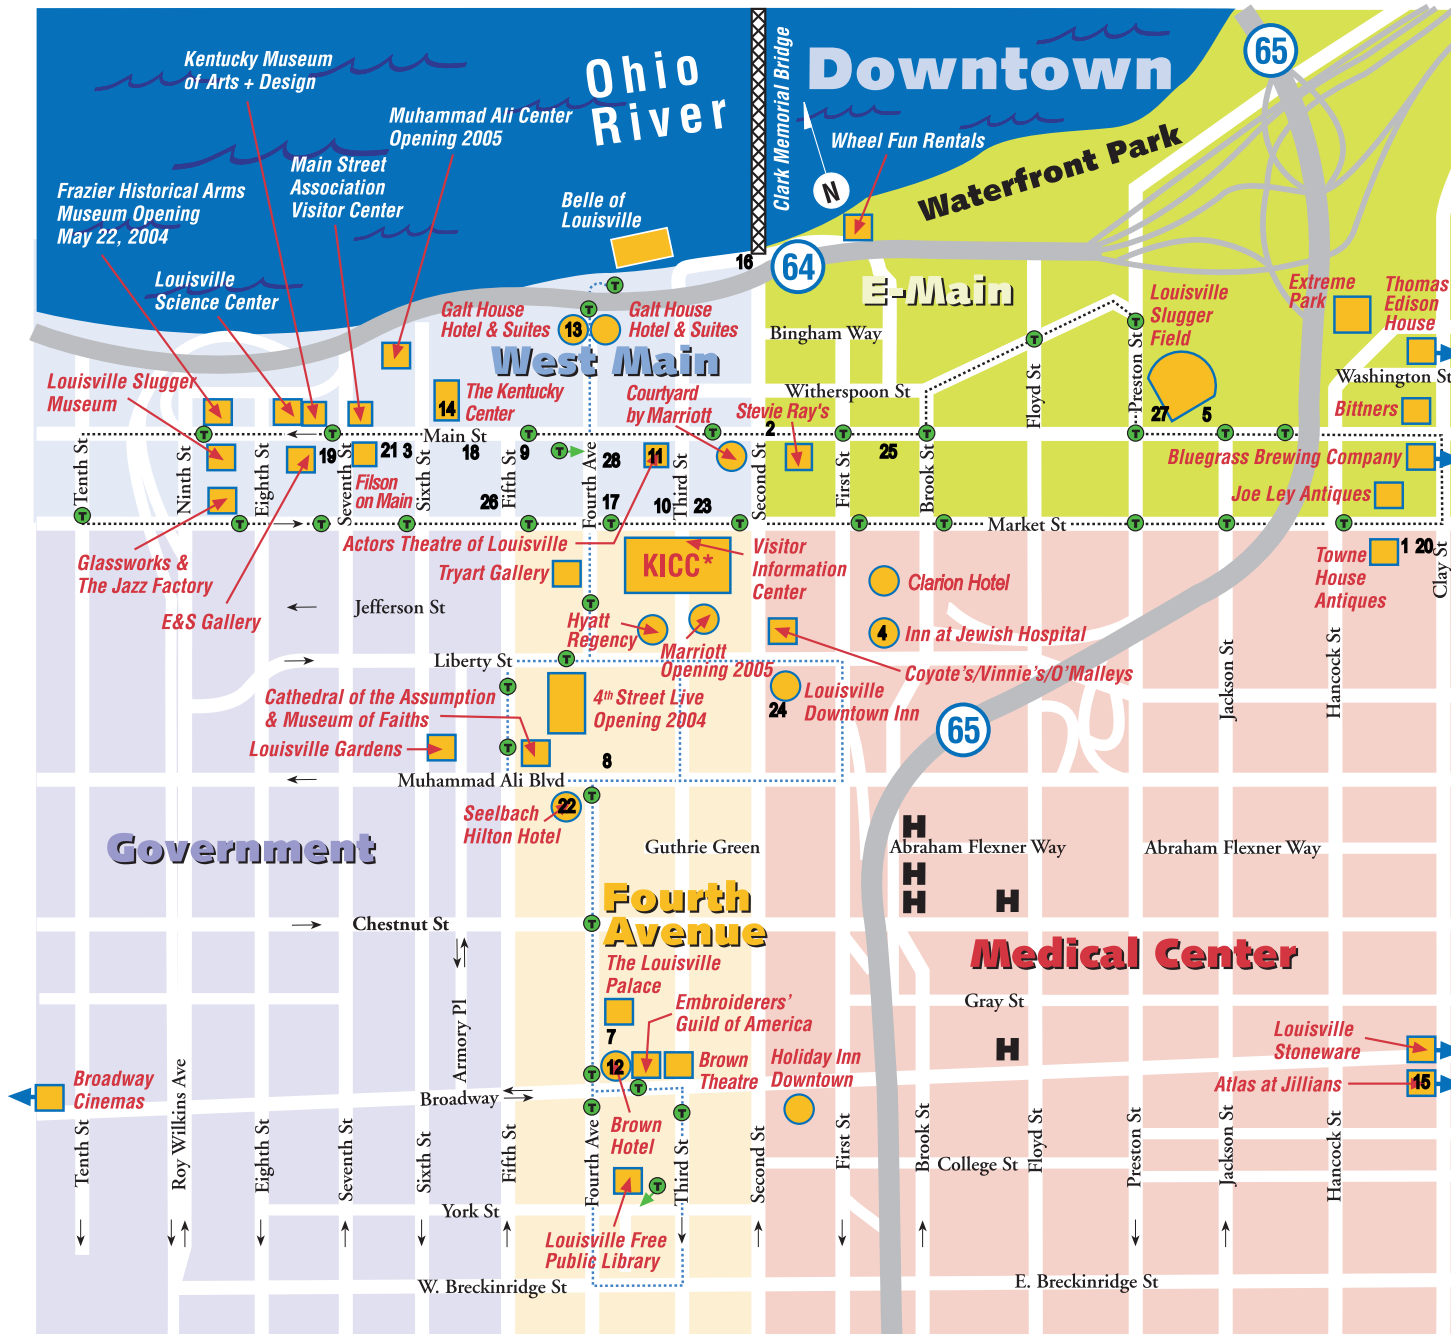 Downtown
Ohio
River
Clark Memorial Bridge
65
Kentucky Museum
of Arts + Design
Muhammad Ali Center
Opening 2005
Main Street
Association
Visitor Center
Frazier Historical Arms
Museum Opening
May 22, 2004
Louisville
Science Center
Belle of
Louisville
Wheel Fun Rentals
N
Waterfront Park
16
64
E-Main
Galt House
Hotel & Suites
13
Galt House
Hotel & Suites
West Main
Bingham Way
Witherspoon St
Louisville
Slugger
Field
27
5
Extreme
Park
Thomas
Edison
House
Washington St
Bittners
Bluegrass Brewing Company
Joe Ley Antiques
Louisville Slugger
Museum
14
The Kentucky
Center
Courtyard
by Marriott
Stevie Ray's
2
Main St
T
T
T
T
T
T
T
T
T
T
T
T
T
19
21
3
18
9
28
11
25
Filson
on Main
26
17
10
23
Tenth St
Ninth St
Eighth St
Seventh St
Sixth St
Fifth St
Fourth Ave
Third St
Second St
First St
Brook St
Floyd St
Preston St
Market St
T
T
T
T
T
T
T
T
T
T
T
T
Glassworks &
The Jazz Factory
E&S Gallery
Actors Theatre of Louisville
Tryart Gallery
KICC*
Visitor
Information
Center
Clarion Hotel
4
Inn at Jewish Hospital
Towne
House
Antiques
1
20
Clay St
Jefferson St
T
Hyatt
Regency
Marriott
Opening 2005
Coyote's/Vinnie's/O'Malleys
Liberty St
T
T
T
Cathedral of the Assumption
& Museum of Faiths
4th Street Live
Opening 2004
Louisville
Downtown Inn
24
65
Jackson St
Hancock St
Louisville Gardens
8
Muhammad Ali Blvd
T
22
Seelbach
Hilton Hotel
Government
Guthrie Green
Abraham Flexner Way
Abraham Flexner Way
H
H
H
H
H
Fourth
Avenue
Chestnut St
T
Medical Center
The Louisville
Palace
7
Embroiderers'
Guild of America
Gray St
Armory Pl
12
Brown
Theatre
Holiday Inn
Downtown
Louisville
Stoneware
Atlas at Jillians
15
Broadway
Cinemas
Broadway
T
T
T
T
Brown
Hotel
Tenth St
Roy Wilkins Ave
Eighth St
Seventh St
Sixth St
Fifth St
Fourth Ave
Third St
Second St
First St
Brook St
Floyd St
Preston St
Jackson St
Hancock St
College St
T
York St
Louisville Free
Public Library
W. Breckinridge St
E. Breckinridge St